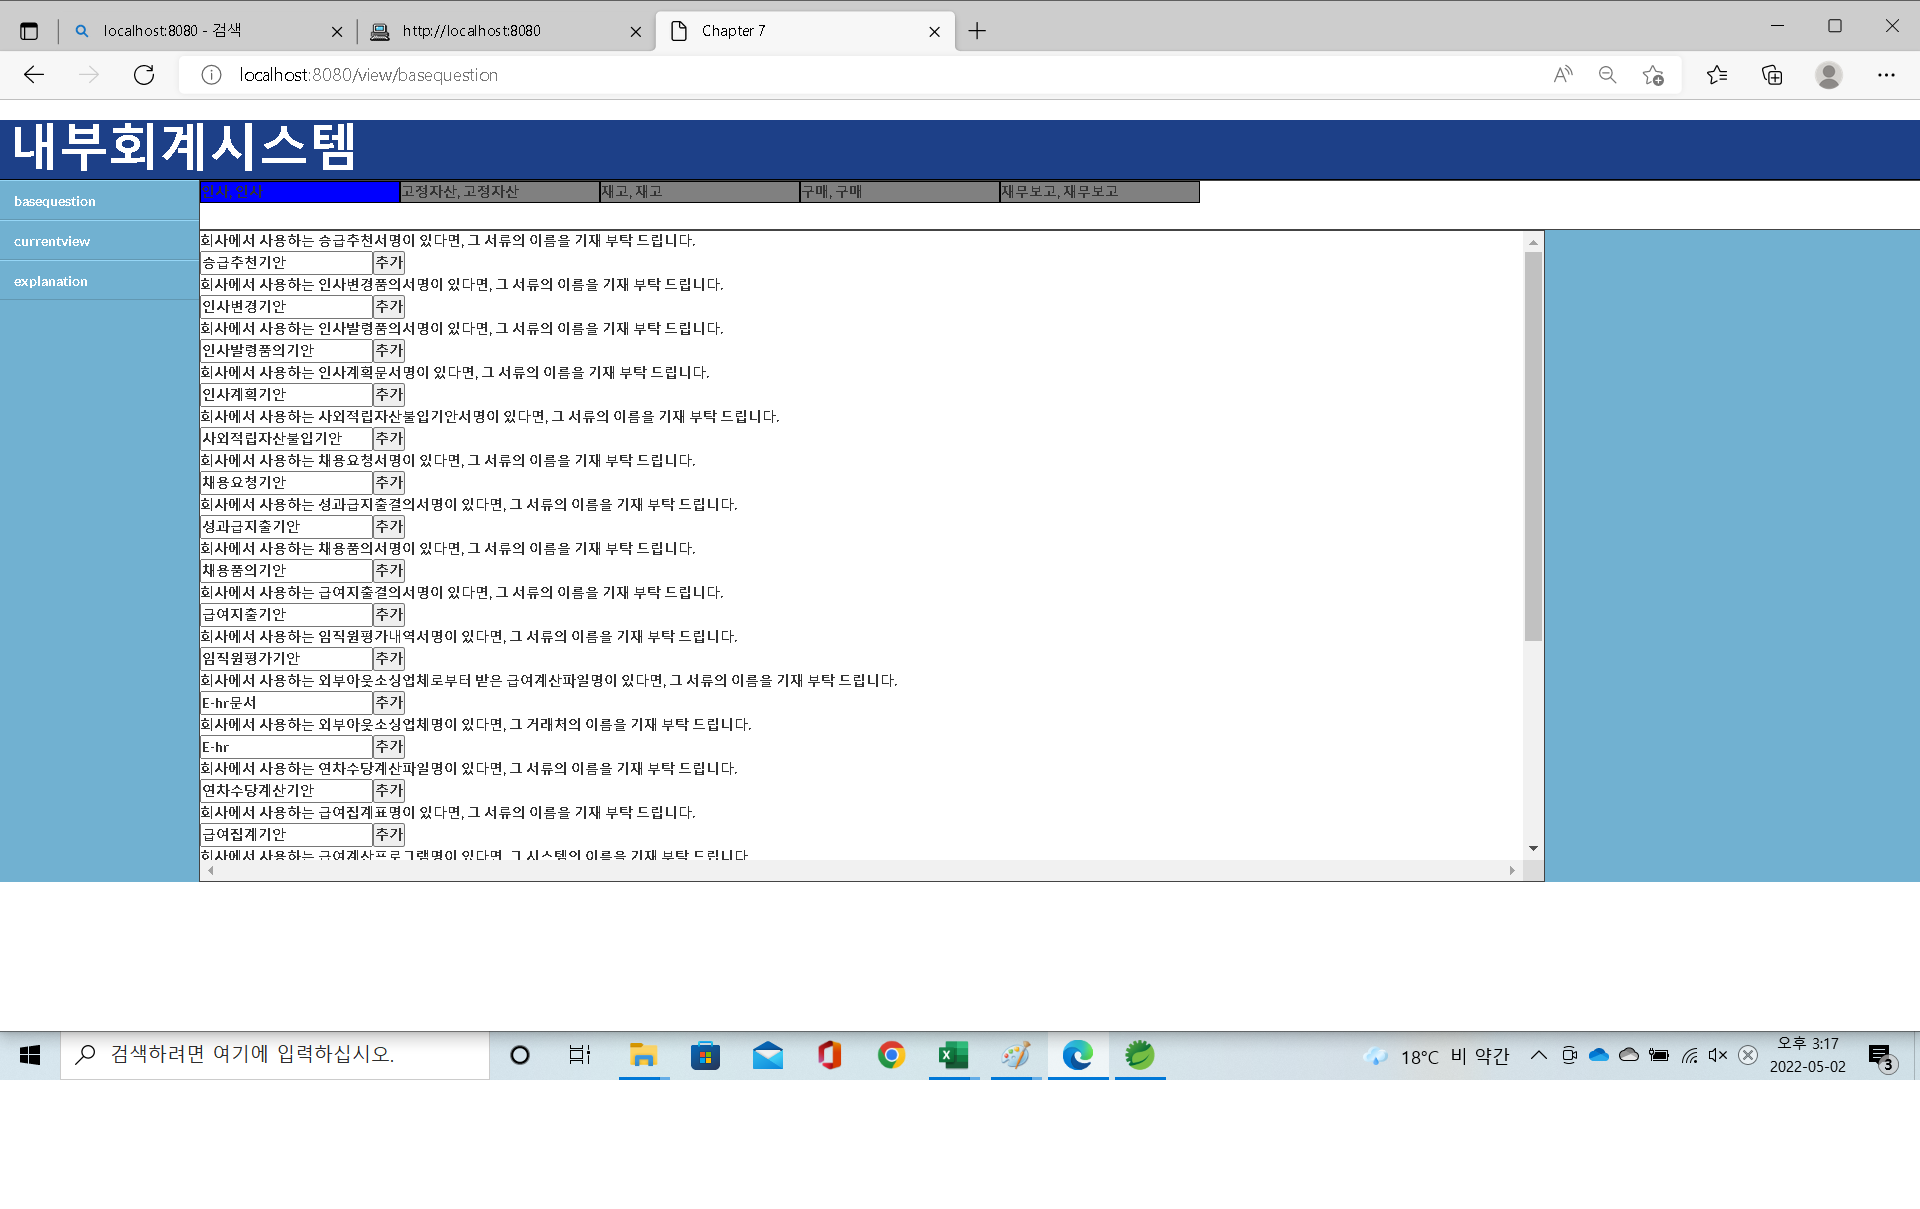 localhost:8080 - 검색
http://localhost:8080
Chapter 7
localhost:8080/view/basequestion
내부회계시스템
basequestion
currentview
explanation
인사, 인사 고정자산, 고정자산 재고, 재고 구매, 구매 재무보고, 재무보고
회사에서 사용하는 승급추천서명이 있다면, 그 서류의 이름을 기재 부탁 드립니다.
승급추천기안 추가
회사에서 사용하는 인사변경품의서명이 있다면, 그 서류의 이름을 기재 부탁 드립니다.
인사변경기안 추가
회사에서 사용하는 인사발령품의서명이 있다면, 그 서류의 이름을 기재 부탁 드립니다.
인사발령품의기안 추가
회사에서 사용하는 인사계획문서명이 있다면, 그 서류의 이름을 기재 부탁 드립니다.
인사계획기안 추가
회사에서 사용하는 사외적립자산불입기안서명이 있다면, 그 서류의 이름을 기재 부탁 드립니다.
사외적립자산불입기안 추가
회사에서 사용하는 채용요청서명이 있다면, 그 서류의 이름을 기재 부탁 드립니다.
채용요청기안 추가
회사에서 사용하는 성과급지출결의서명이 있다면, 그 서류의 이름을 기재 부탁 드립니다.
성과급지출기안 추가
회사에서 사용하는 채용품의서명이 있다면, 그 서류의 이름을 기재 부탁 드립니다.
채용품의기안 추가
회사에서 사용하는 급여지출결의서명이 있다면, 그 서류의 이름을 기재 부탁 드립니다.
급여지출기안 추가
회사에서 사용하는 임직원평가내역서명이 있다면, 그 서류의 이름을 기재 부탁 드립니다.
임직원평가기안 추가
회사에서 사용하는 외부아웃소싱업체로부터 받은 급여계산파일명이 있다면, 그 서류의 이름을 기재 부탁 드립니다.
E-hr문서 추가
회사에서 사용하는 외부아웃소싱업체명이 있다면, 그 거래처의 이름을 기재 부탁 드립니다.
E-hr 추가
회사에서 사용하는 연차수당계산파일명이 있다면, 그 서류의 이름을 기재 부탁 드립니다.
연차수당계산기안 추가
회사에서 사용하는 급여집계표명이 있다면, 그 서류의 이름을 기재 부탁 드립니다.
급여집계기안 추가
회사에서 사용하는 급여계산프로그램명이 있다면, 그 시스템의 이름을 기재 부탁 드립니다.
검색하려면 여기에 입력하십시오.
18°C 비 약간
오후 3:17
2022-05-02
3